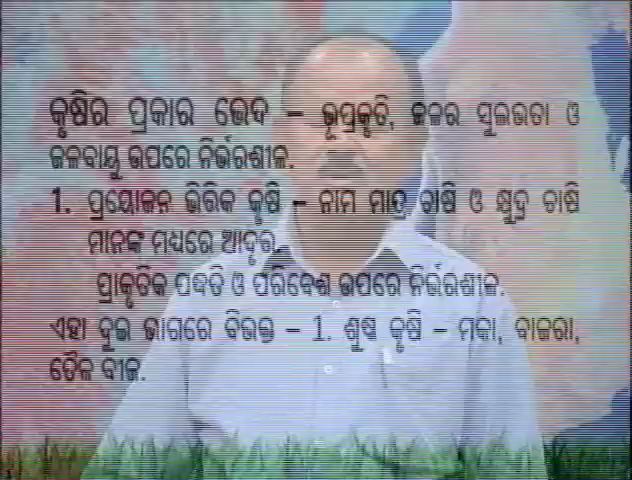 କୃଷିର ପ୍ରକାର ଭେଦ – ଭୂପ୍ରକୃତି, ଜଳର ସୁଲଭତା ଓ
ଜଳବାୟୁ ଉପରେ ନିର୍ଭରଶୀଳ.
1. ପ୍ରୟୋଜନ ଭିରିକ କୃଷି – ନାମ ମାତ୍ର ଚାଷି ଓ କ୍ଷୁଦ୍ର ଚାଷି
ମାନଙ୍କ ମଧ୍ୟରେ ଆଦୃର.
ପ୍ରାକୃତିକ ପଦ୍ଧତି ଓ ପରିବେଶ ଉପରେ ନିର୍ଭରଶୀଳ.
ଏହା ଦୁଇ ଭାଗରେ ବିଭକ୍ତ – 1. ଶୁଷ୍କ କୃଷି – ମକା, ବାଜରା,
ତୈଳ ବୀଜ.